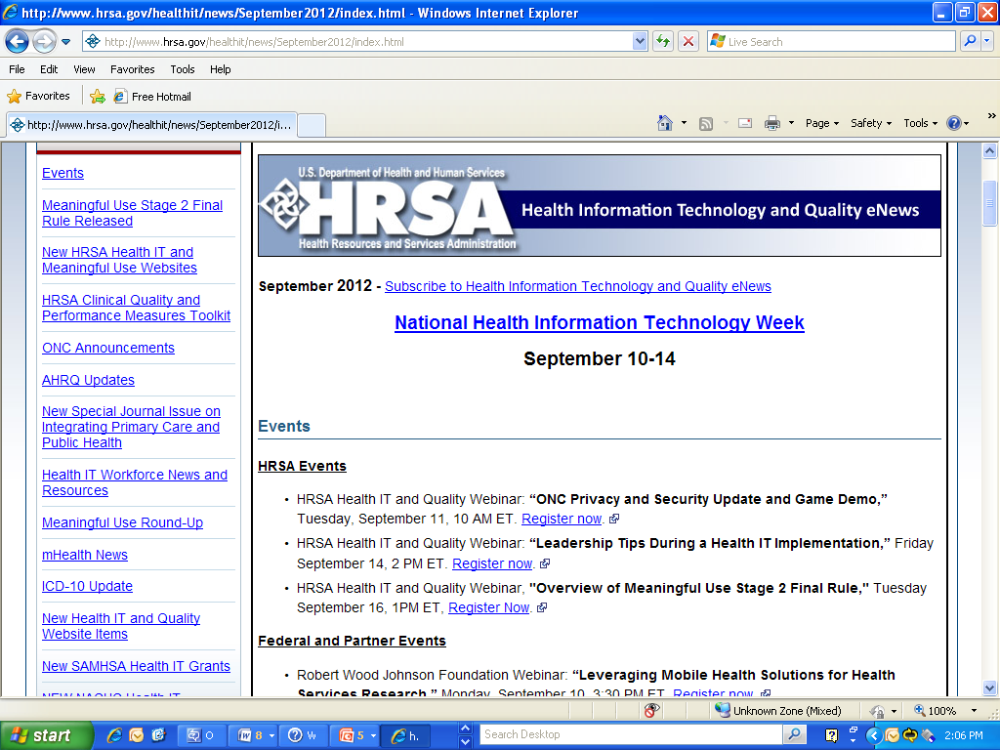 http://www.hrsa.gov/healthit/news/September2012/index.html - Windows Internet Explorer
http://www.hrsa.gov/healthit/news/September2012/index.html
Live Search
File Edit View Favorites Tools Help
Favorites Free Hotmail
http://www.hrsa.gov/healthit/news/September2012/i...
Page Safety Tools
Events
Meaningful Use Stage 2 Final
Rule Released
New HRSA Health IT and
Meaningful Use Websites
HRSA Clinical Quality and
Performance Measures Toolkit
ONC Announcements
AHRQ Updates
New Special Journal Issue on
Integrating Primary Care and
Public Health
Health IT Workforce News and
Resources
Meaningful Use Round-Up
mHealth News
ICD-10 Update
New Health IT and Quality
Website Items
New SAMHSA Health IT Grants
NEW NACHC Health IT
U.S. Department of Health and Human Services
HRSA
Health Resources and Services Administration
Health Information Technology and Quality eNews
September 2012 - Subscribe to Health Information Technology and Quality eNews
National Health Information Technology Week
September 10-14
Events
HRSA Events
• HRSA Health IT and Quality Webinar: “ONC Privacy and Security Update and Game Demo,”
Tuesday, September 11, 10 AM ET. Register now.
• HRSA Health IT and Quality Webinar: “Leadership Tips During a Health IT Implementation,” Friday
September 14, 2 PM ET. Register now.
• HRSA Health IT and Quality Webinar, "Overview of Meaningful Use Stage 2 Final Rule," Tuesday
September 16, 1PM ET, Register Now.
Federal and Partner Events
• Robert Wood Johnson Foundation Webinar: “Leveraging Mobile Health Solutions for Health
Services Research,” Monday, September 10, 3:30 PM ET. Register now.
Unknown Zone (Mixed)
100%
start
O
8
W
5
h.
Search Desktop
2:06 PM